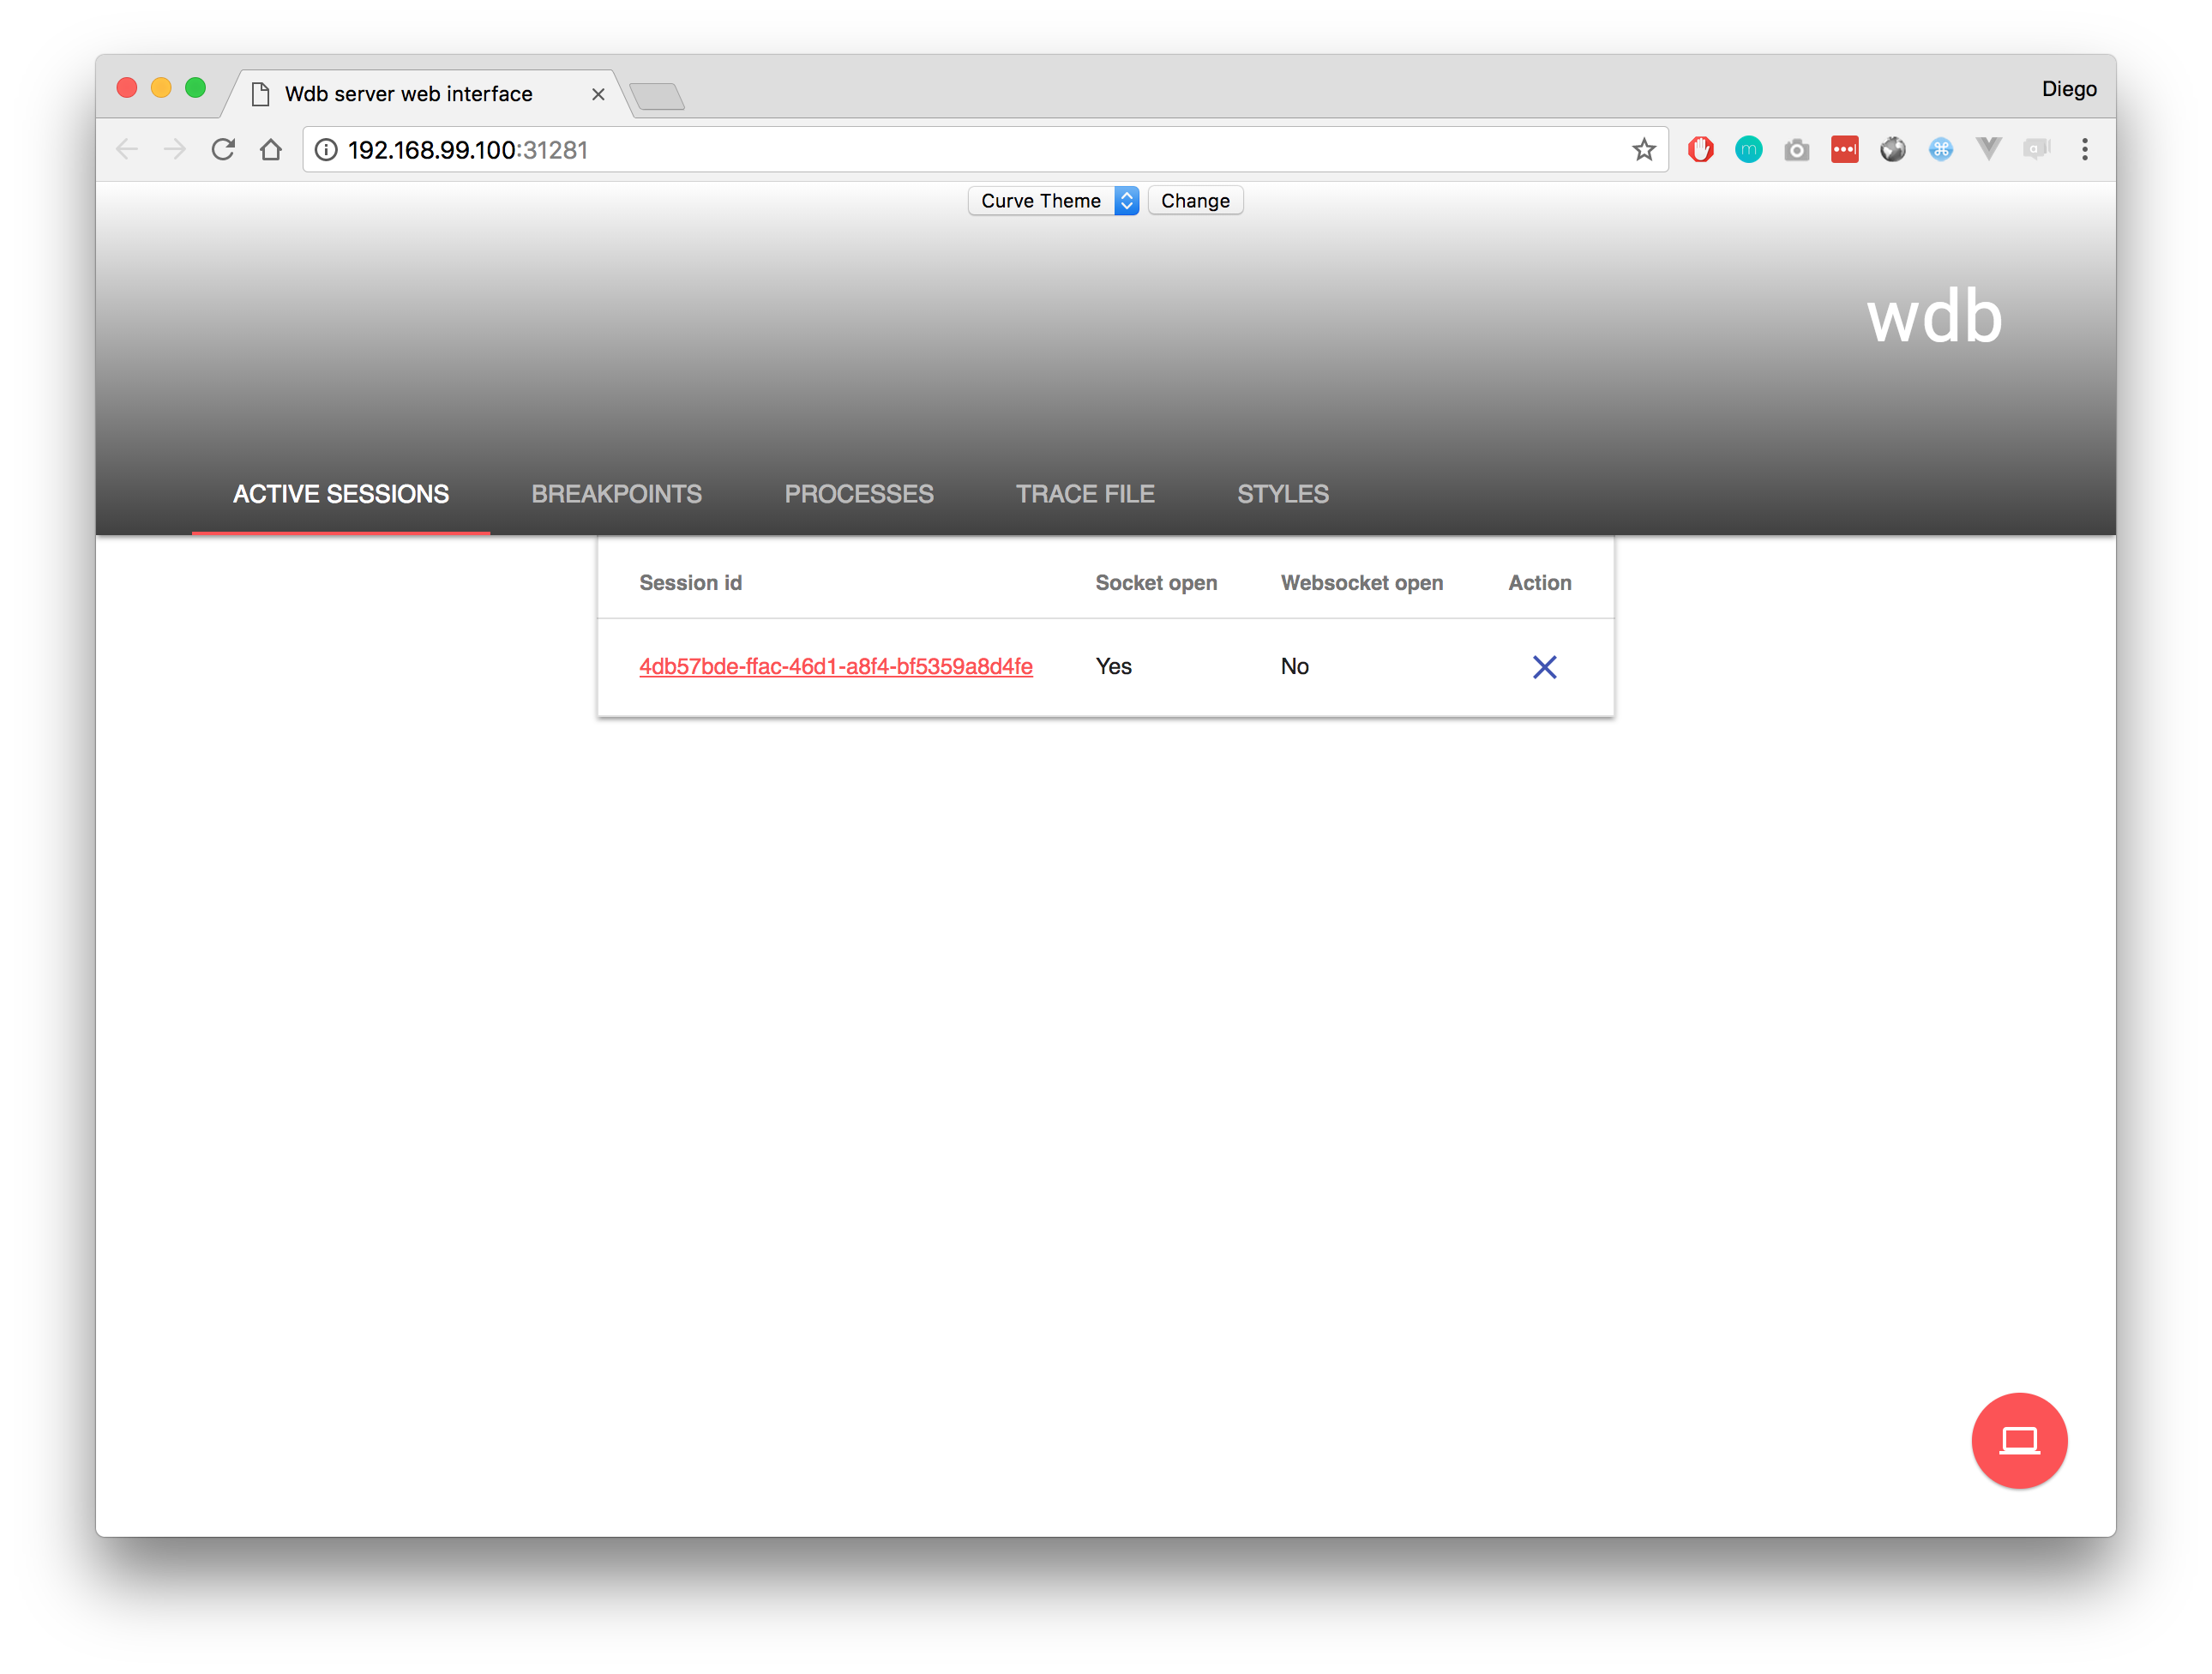 Wdb server web interface
Diego
192.168.99.100:31281
Curve Theme Change
wdb
ACTIVE SESSIONS BREAKPOINTS PROCESSES TRACE FILE STYLES
Session id Socket open Websocket open Action
4db57bde-ffac-46d1-a8f4-bf5359a8d4fe Yes No